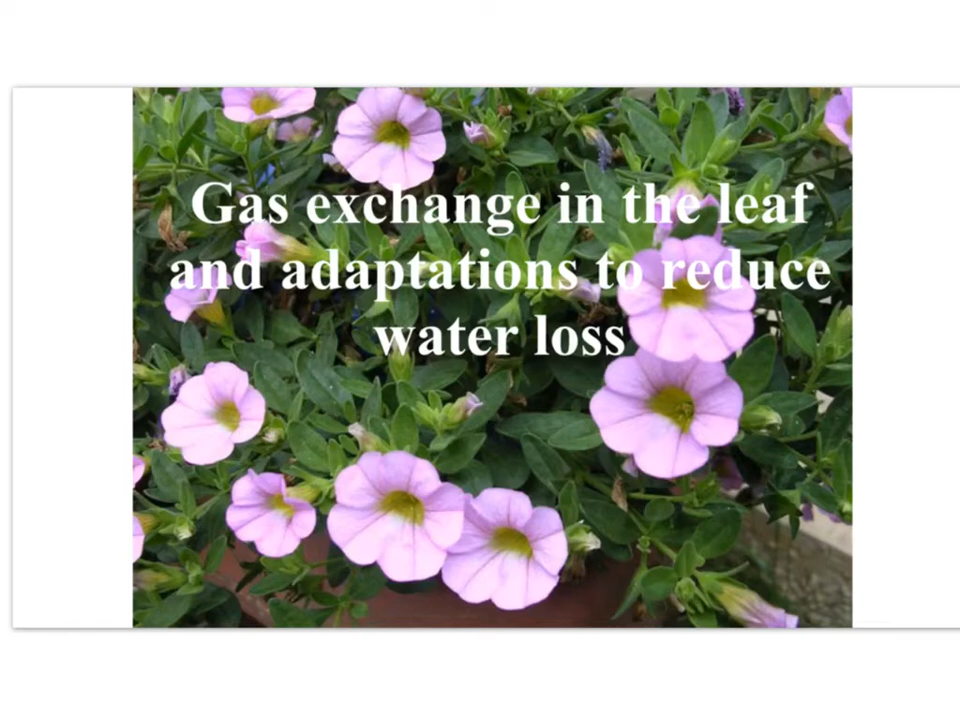 Gas exchange in the leaf
and adaptations to reduce
water loss